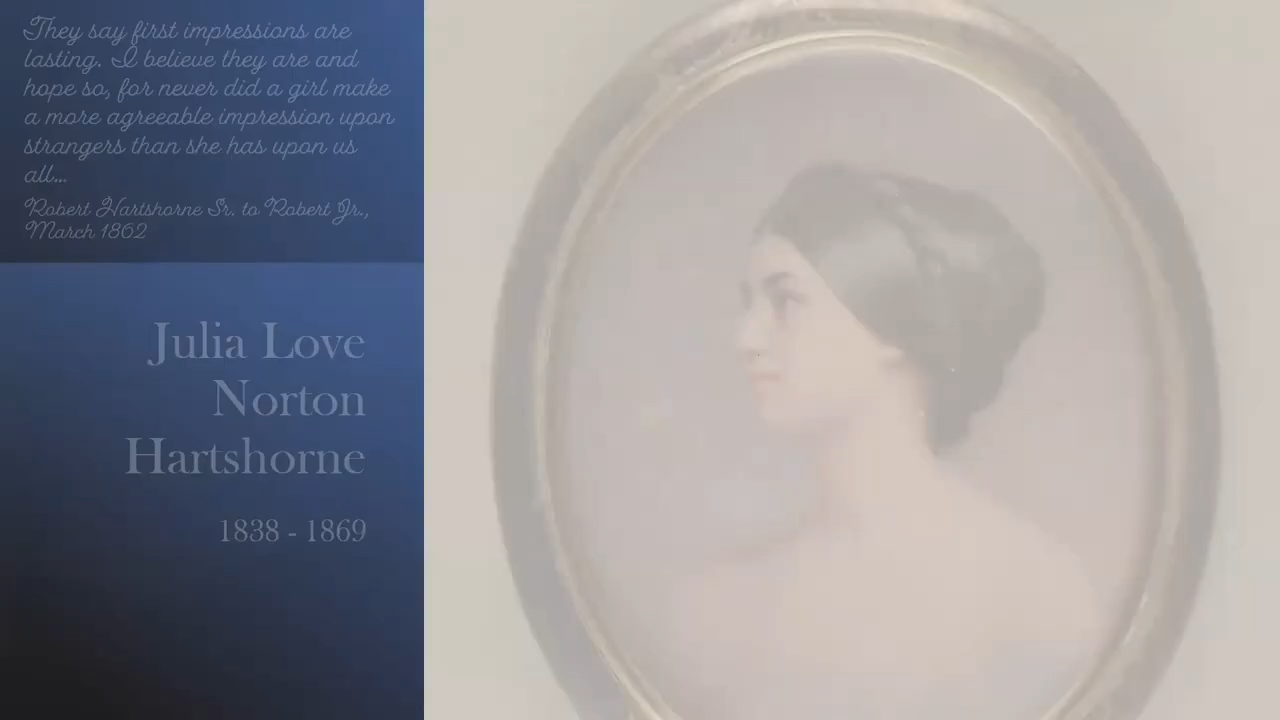 They say first impressions are
lasting. I believe they are and
hope so, for never did a girl make
a more agreeable impression upon
strangers than she has upon us
all...
Robert Hartshorne Sr. to Robert Jr.,
March 1862
Julia Love
Norton
Hartshorne
1838 - 1869